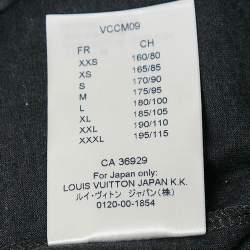 VCCM09
FR CH
XXS 160/80
XS 165/85
S 170/90
M 175/95
L 180/100
XL 185/105
XXL 190/110
XXXL 195/115
CA 36929
For Japan only:
LOUIS VUITTON JAPAN K.K.
ルイ・ヴィトン ジャパン(株)
0120-00-1854